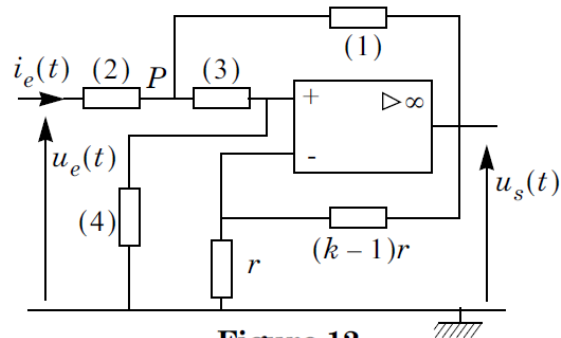 (1)
i_e(t) (2) P (3)
+ ▷∞
-
u_e(t)
u_s(t)
(4)
(k – 1)r
r